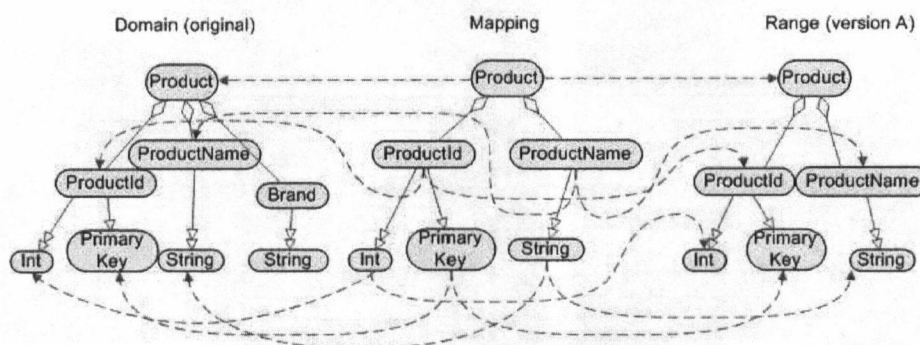 Domain (original) Mapping Range (version A)
Product Product Product
ProductName ProductId ProductName
ProductId Brand ProductId ProductName
Int Primary Key String String Int Primary Key String Int Primary Key String